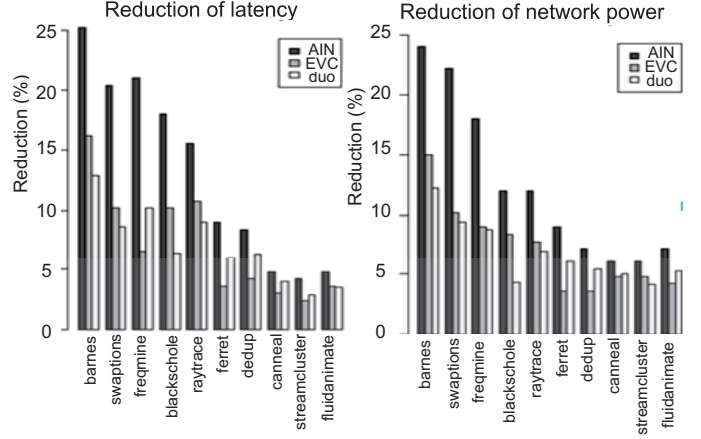 Reduction of latency
Reduction (%)
25
20
15
10
5
0
AIN
EVC
duo
barnes
swaptions
freqmine
blackschole
raytrace
ferret
dedup
canneal
streamcluster
fluidanimate
Reduction of network power
Reduction (%)
25
20
15
10
5
0
AIN
EVC
duo
barnes
swaptions
freqmine
blackschole
raytrace
ferret
dedup
canneal
streamcluster
fluidanimate